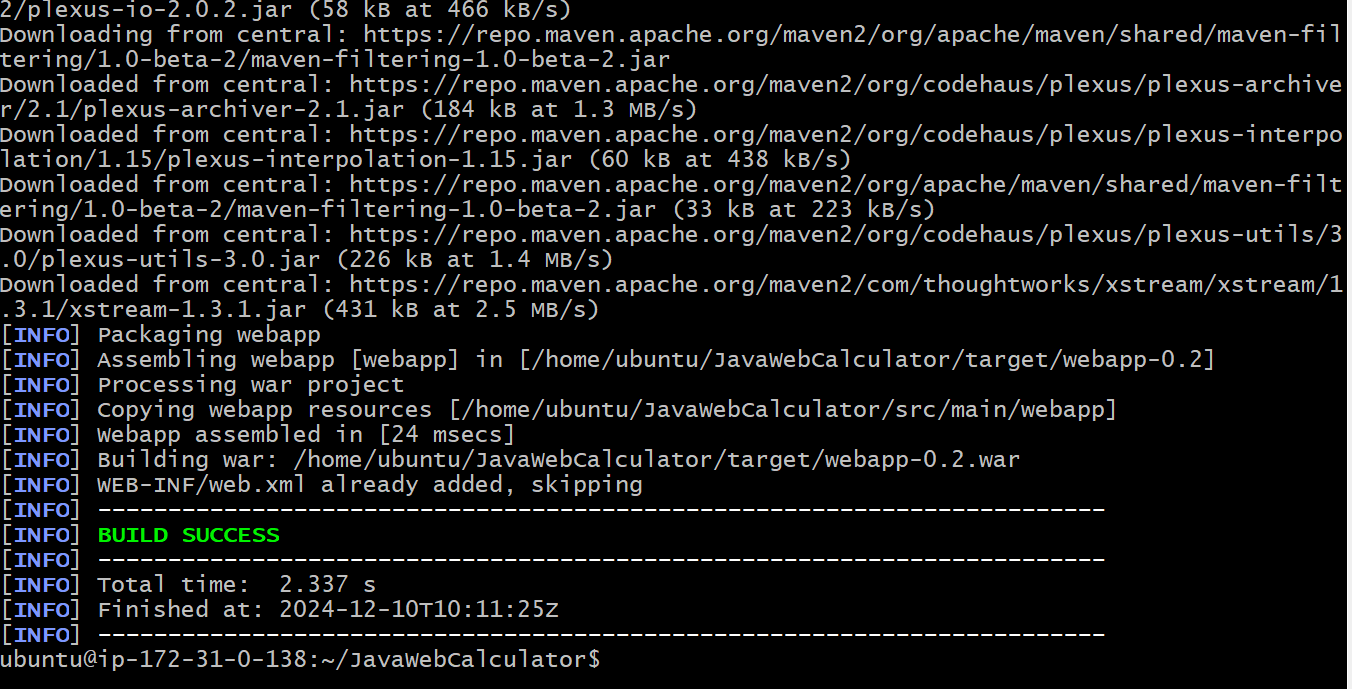 2/plexus-io-2.0.2.jar (58 kB at 466 kB/s)
Downloading from central: https://repo.maven.apache.org/maven2/org/apache/maven/shared/maven-fil
tering/1.0-beta-2/maven-filtering-1.0-beta-2.jar
Downloaded from central: https://repo.maven.apache.org/maven2/org/codehaus/plexus/plexus-archive
r/2.1/plexus-archiver-2.1.jar (184 kB at 1.3 MB/s)
Downloaded from central: https://repo.maven.apache.org/maven2/org/codehaus/plexus/plexus-interpo
lation/1.15/plexus-interpolation-1.15.jar (60 kB at 438 kB/s)
Downloaded from central: https://repo.maven.apache.org/maven2/org/apache/maven/shared/maven-filt
ering/1.0-beta-2/maven-filtering-1.0-beta-2.jar (33 kB at 223 kB/s)
Downloaded from central: https://repo.maven.apache.org/maven2/org/codehaus/plexus/plexus-utils/3
.0/plexus-utils-3.0.jar (226 kB at 1.4 MB/s)
Downloaded from central: https://repo.maven.apache.org/maven2/com/thoughtworks/xstream/xstream/1
.3.1/xstream-1.3.1.jar (431 kB at 2.5 MB/s)
[INFO] Packaging webapp
[INFO] Assembling webapp [webapp] in [/home/ubuntu/JavaWebCalculator/target/webapp-0.2]
[INFO] Processing war project
[INFO] Copying webapp resources [/home/ubuntu/JavaWebCalculator/src/main/webapp]
[INFO] Webapp assembled in [24 msecs]
[INFO] Building war: /home/ubuntu/JavaWebCalculator/target/webapp-0.2.war
[INFO] WEB-INF/web.xml already added, skipping
[INFO] ------------------------------------------------------------------------
[INFO] BUILD SUCCESS
[INFO] ------------------------------------------------------------------------
[INFO] Total time:  2.337 s
[INFO] Finished at: 2024-12-10T10:11:25Z
[INFO] ------------------------------------------------------------------------
ubuntu@ip-172-31-0-138:~/JavaWebCalculator$